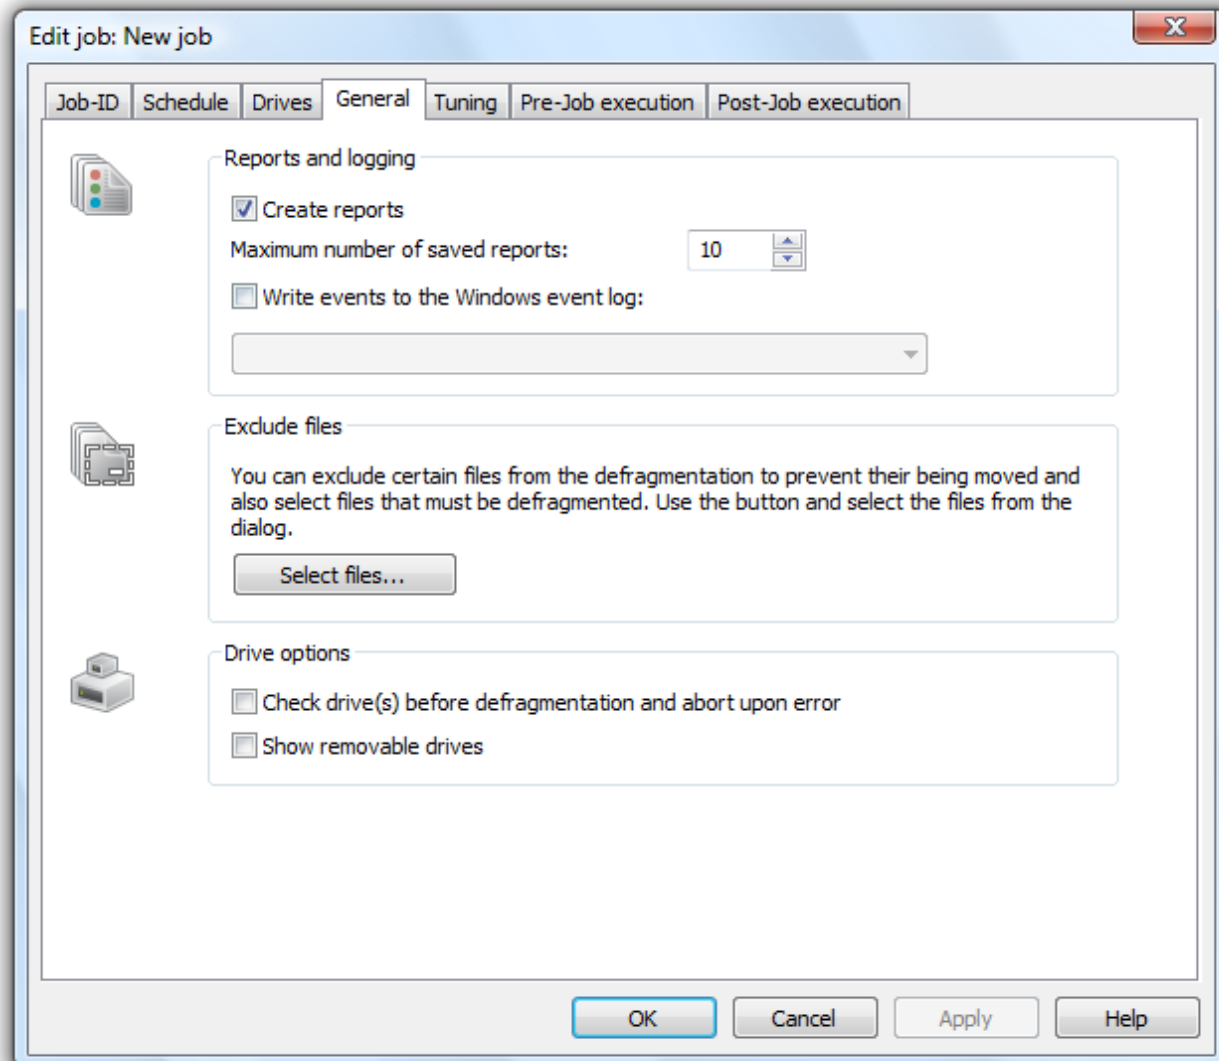 Edit job: New job
Job-ID Schedule Drives General Tuning Pre-Job execution Post-Job execution
Reports and logging
Create reports
Maximum number of saved reports: 10
Write events to the Windows event log:
Exclude files
You can exclude certain files from the defragmentation to prevent their being moved and
also select files that must be defragmented. Use the button and select the files from the
dialog.
Select files...
Drive options
Check drive(s) before defragmentation and abort upon error
Show removable drives
OK Cancel Apply Help